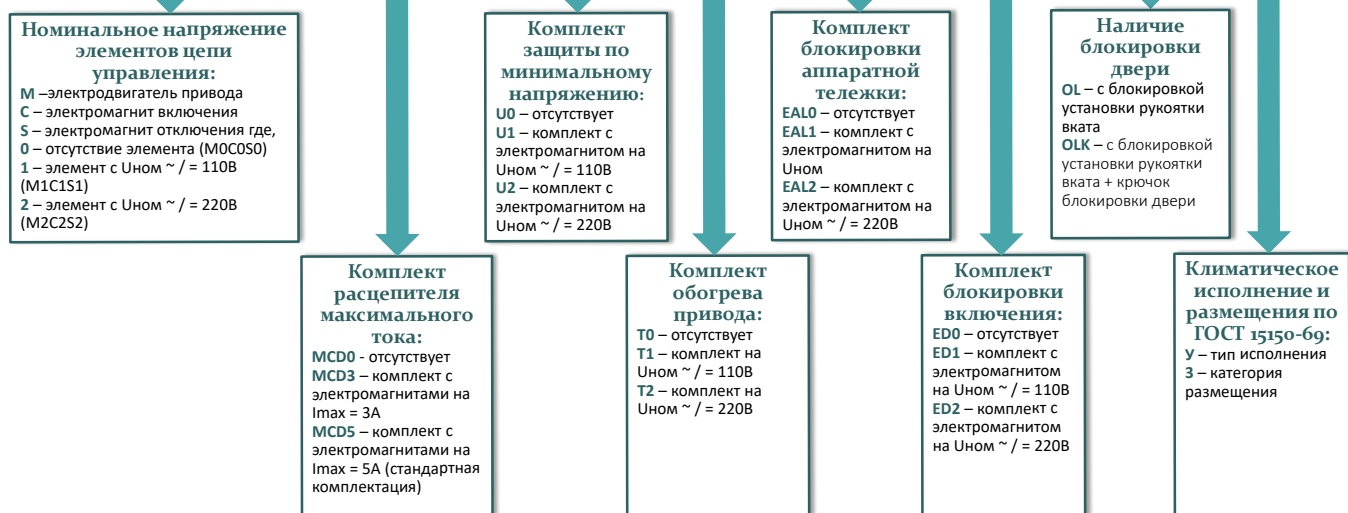 Номинальное напряжение
элементов цепи
управления:
М –электродвигатель привода
С – электромагнит включения
S – электромагнит отключения где,
0 – отсутствие элемента (M0C0S0)
1 – элемент с Uном ~ / = 110В
(M1C1S1)
2 – элемент с Uном ~ / = 220В
(M2C2S2)
Комплект
защиты по
минимальному
напряжению:
U0 – отсутствует
U1 – комплект с
электромагнитом на
Uном ~ / = 110В
U2 – комплект с
электромагнитом на
Uном ~ / = 220В
Комплект
блокировки
аппаратной
тележки:
EAL0 – отсутствует
EAL1 – комплект с
электромагнитом на
Uном
EAL2 – комплект с
электромагнитом на
Uном ~ / = 220В
Наличие
блокировки
двери
OL – с блокировкой
установки рукоятки
вката
OLK – с блокировкой
установки рукоятки
вката + крючок
блокировки двери
Комплект
расцепителя
максимального
тока:
MCD0 - отсутствует
MCD3 – комплект с
электромагнитами на
Imax = 3А
MCD5 – комплект с
электромагнитами на
Imax = 5А (стандартная
комплектация)
Комплект
обогрева
привода:
T0 – отсутствует
T1 – комплект на
Uном ~ / = 110В
T2 – комплект на
Uном ~ / = 220В
Комплект
блокировки
включения:
ED0 – отсутствует
ED1 – комплект с
электромагнитом
на Uном ~ / = 110В
ED2 – комплект с
электромагнитом
на Uном ~ / = 220В
Климатическое
исполнение и
размещения по
ГОСТ 15150-69:
У – тип исполнения
3 – категория
размещения